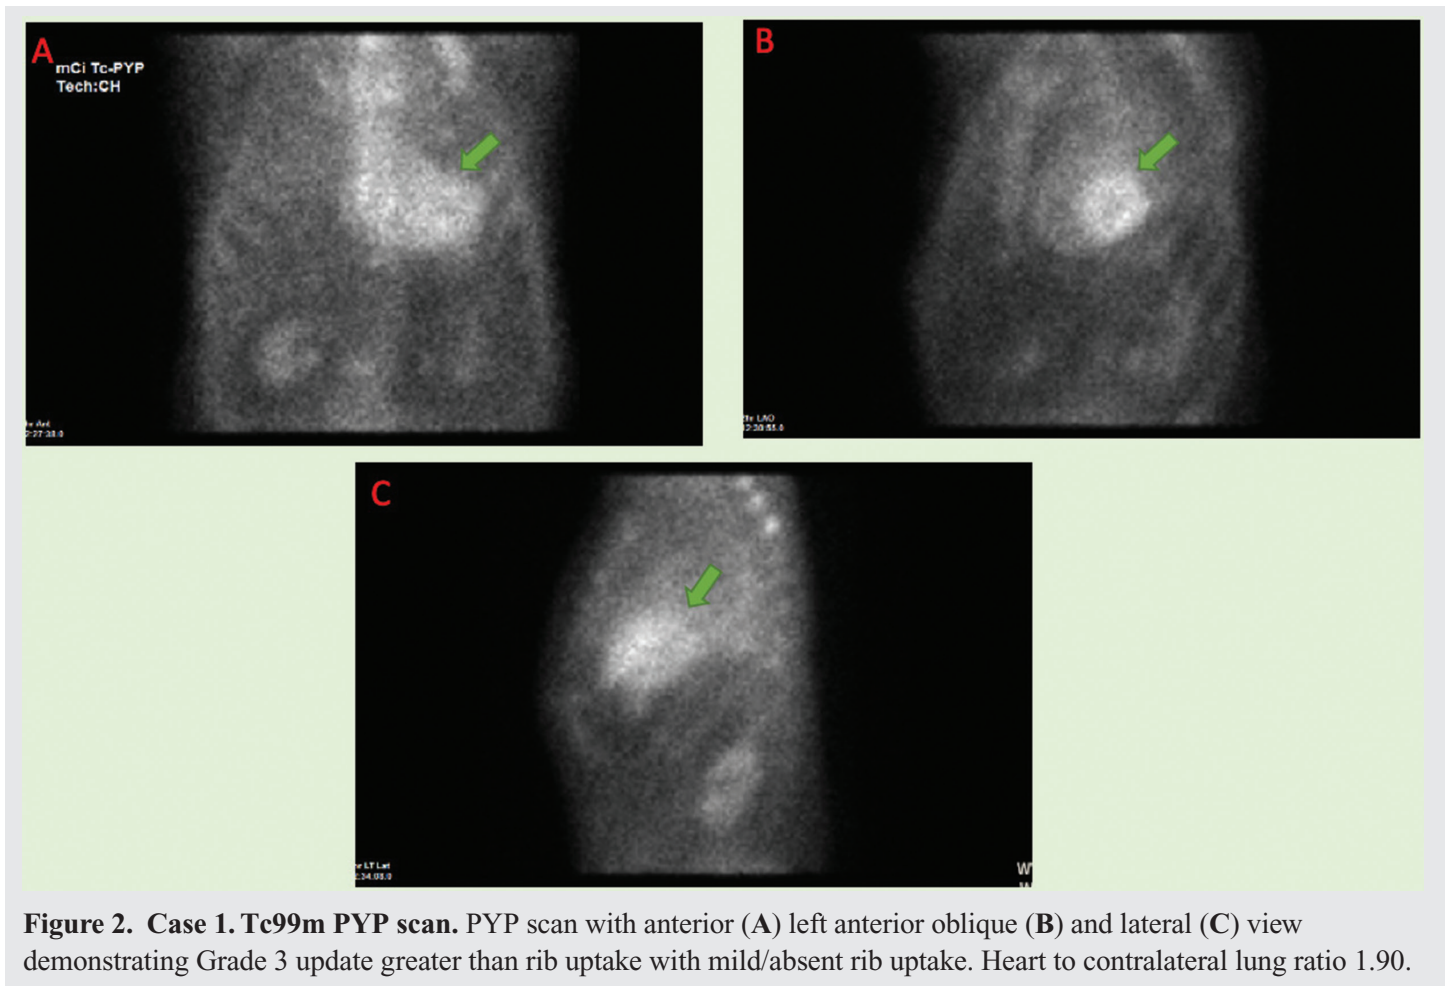 A
mCi Tc-PYP
Tech:CH
B
C
Figure 2. Case 1. Tc99m PYP scan. PYP scan with anterior (A) left anterior oblique (B) and lateral (C) view
demonstrating Grade 3 update greater than rib uptake with mild/absent rib uptake. Heart to contralateral lung ratio 1.90.